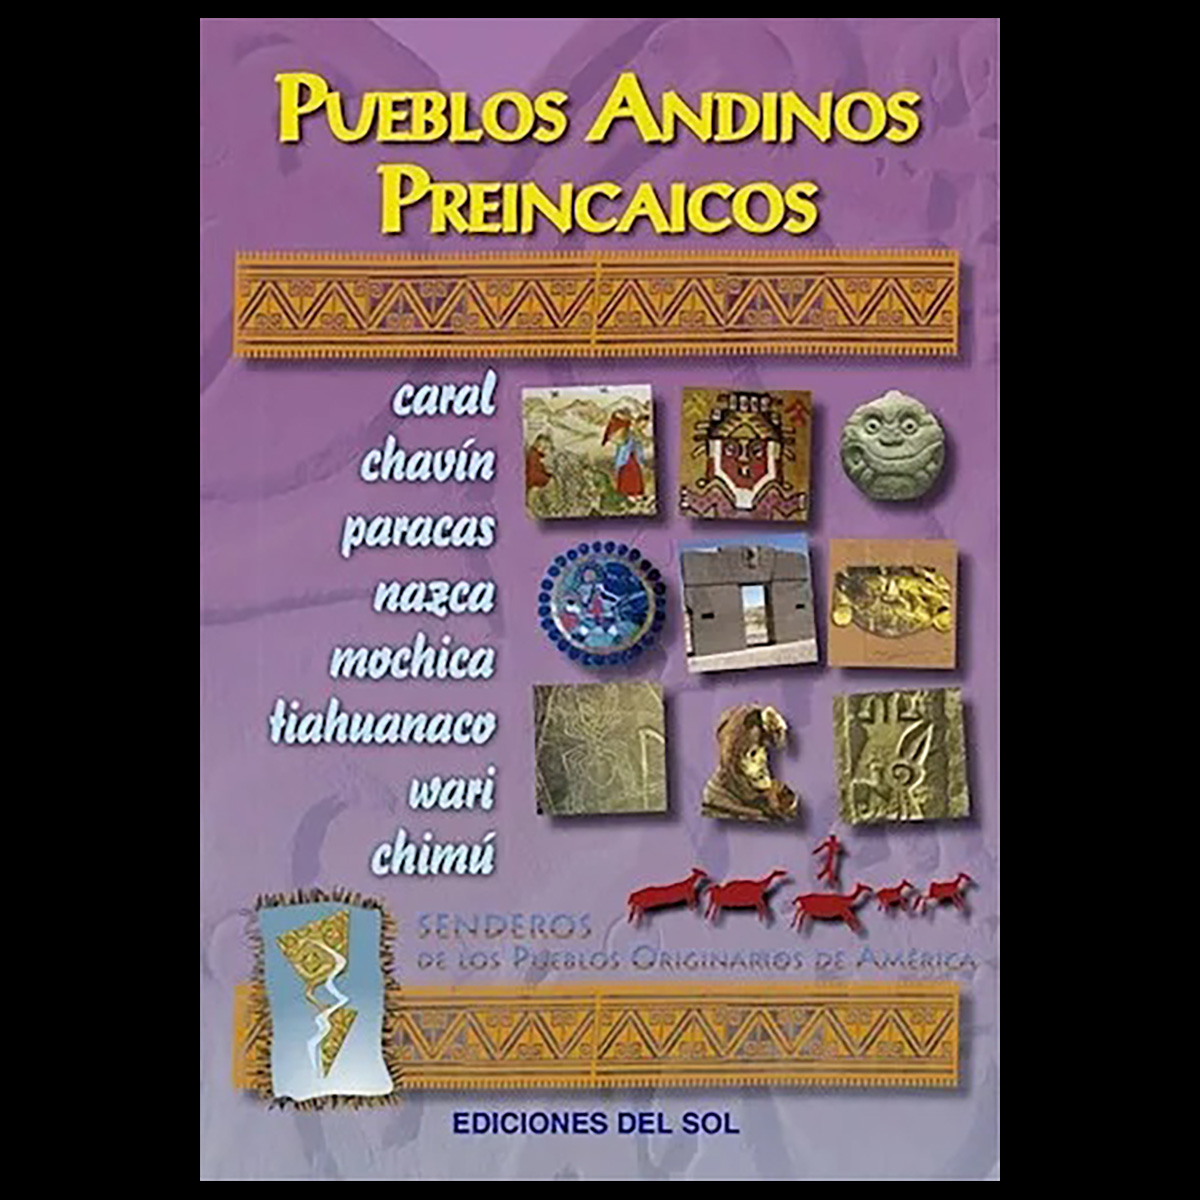 PUEBLOS ANDINOS
PREINCAICOS
caral
chavín
paracas
nazca
mochica
tiahuanaco
wari
chimú
SENDEROS
DE LOS PUEBLOS ORIGINARIOS DE AMÉRICA
EDICIONES DEL SOL